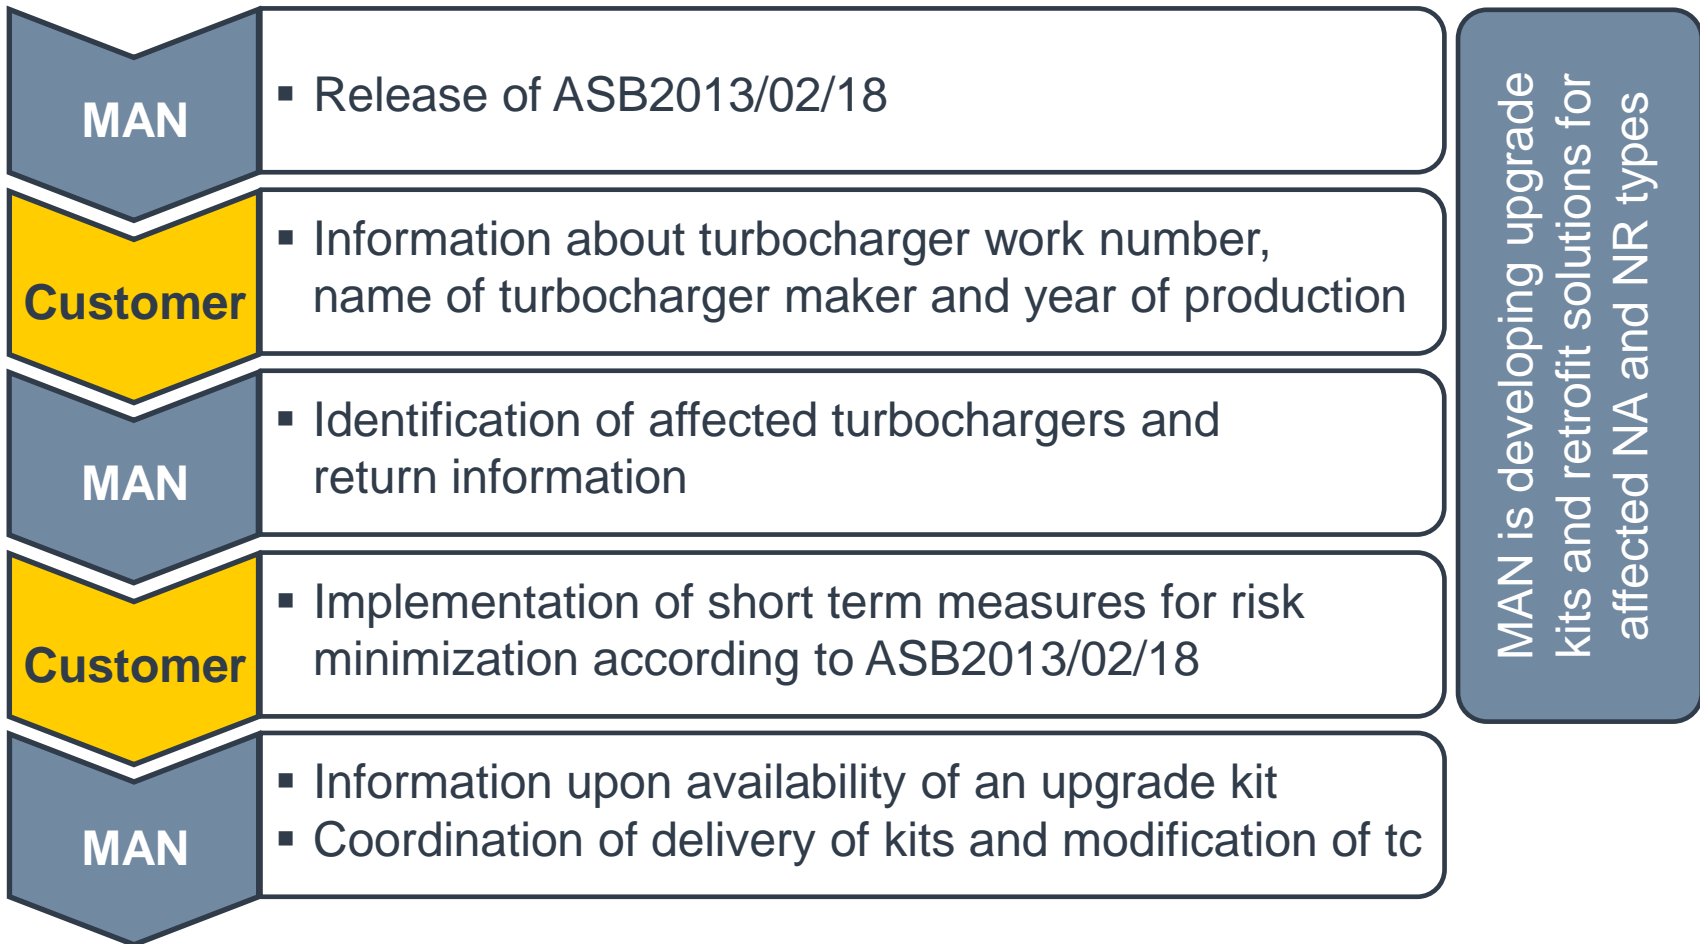 MAN
▪ Release of ASB2013/02/18
Customer
▪ Information about turbocharger work number,
name of turbocharger maker and year of production
MAN
▪ Identification of affected turbochargers and
return information
Customer
▪ Implementation of short term measures for risk
minimization according to ASB2013/02/18
MAN
▪ Information upon availability of an upgrade kit
▪ Coordination of delivery of kits and modification of tc
MAN is developing upgrade
kits and retrofit solutions for
affected NA and NR types